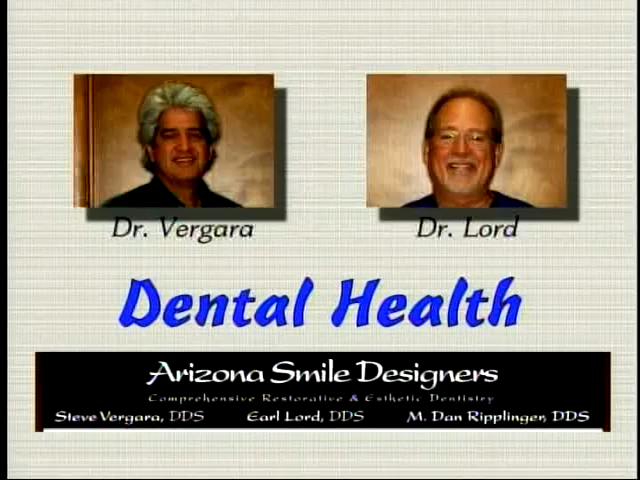 Dr. Vergara
Dr. Lord
Dental Health
Arizona Smile Designers
Comprehensive Restorative & Esthetic Dentistry
Steve Vergara, DDS Earl Lord, DDS M. Dan Ripplinger, DDS